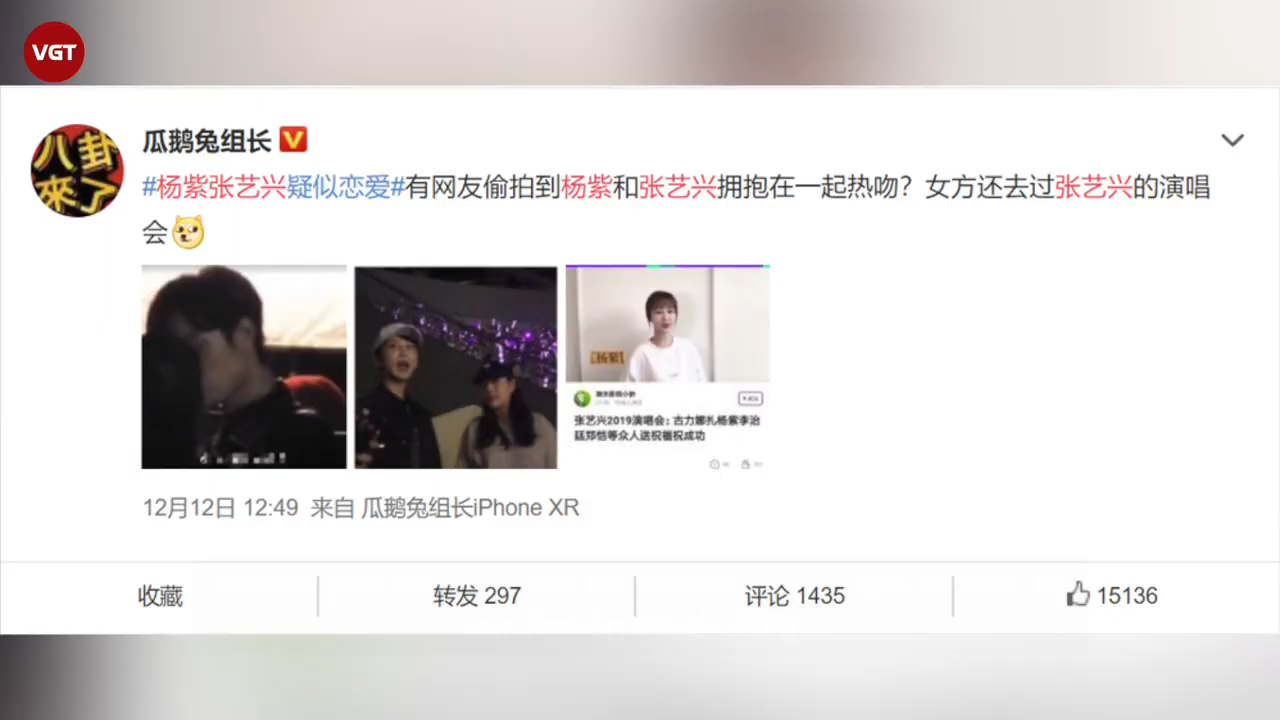 VGT
八卦
來了
瓜鹅兔组长
#杨紫张艺兴疑似恋爱#有网友偷拍到杨紫和张艺兴拥抱在一起热吻？女方还去过张艺兴的演唱
会
张艺兴2019演唱会：古力娜扎杨紫李治
廷郑恺等众人送祝福祝成功
12月12日 12:49 来自 瓜鹅兔组长iPhone XR
收藏
转发 297
评论 1435
15136